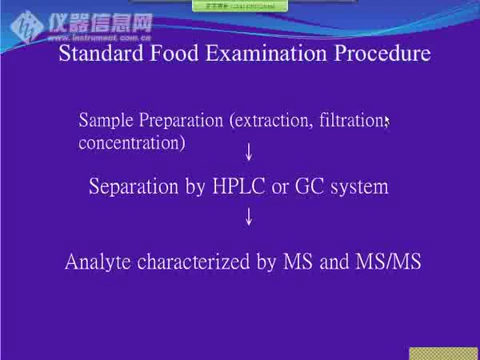 仪器信息网
www.instrument.com.cn
Standard Food Examination Procedure
Sample Preparation (extraction, filtration,
concentration)
↓
Separation by HPLC or GC system
↓
Analyte characterized by MS and MS/MS